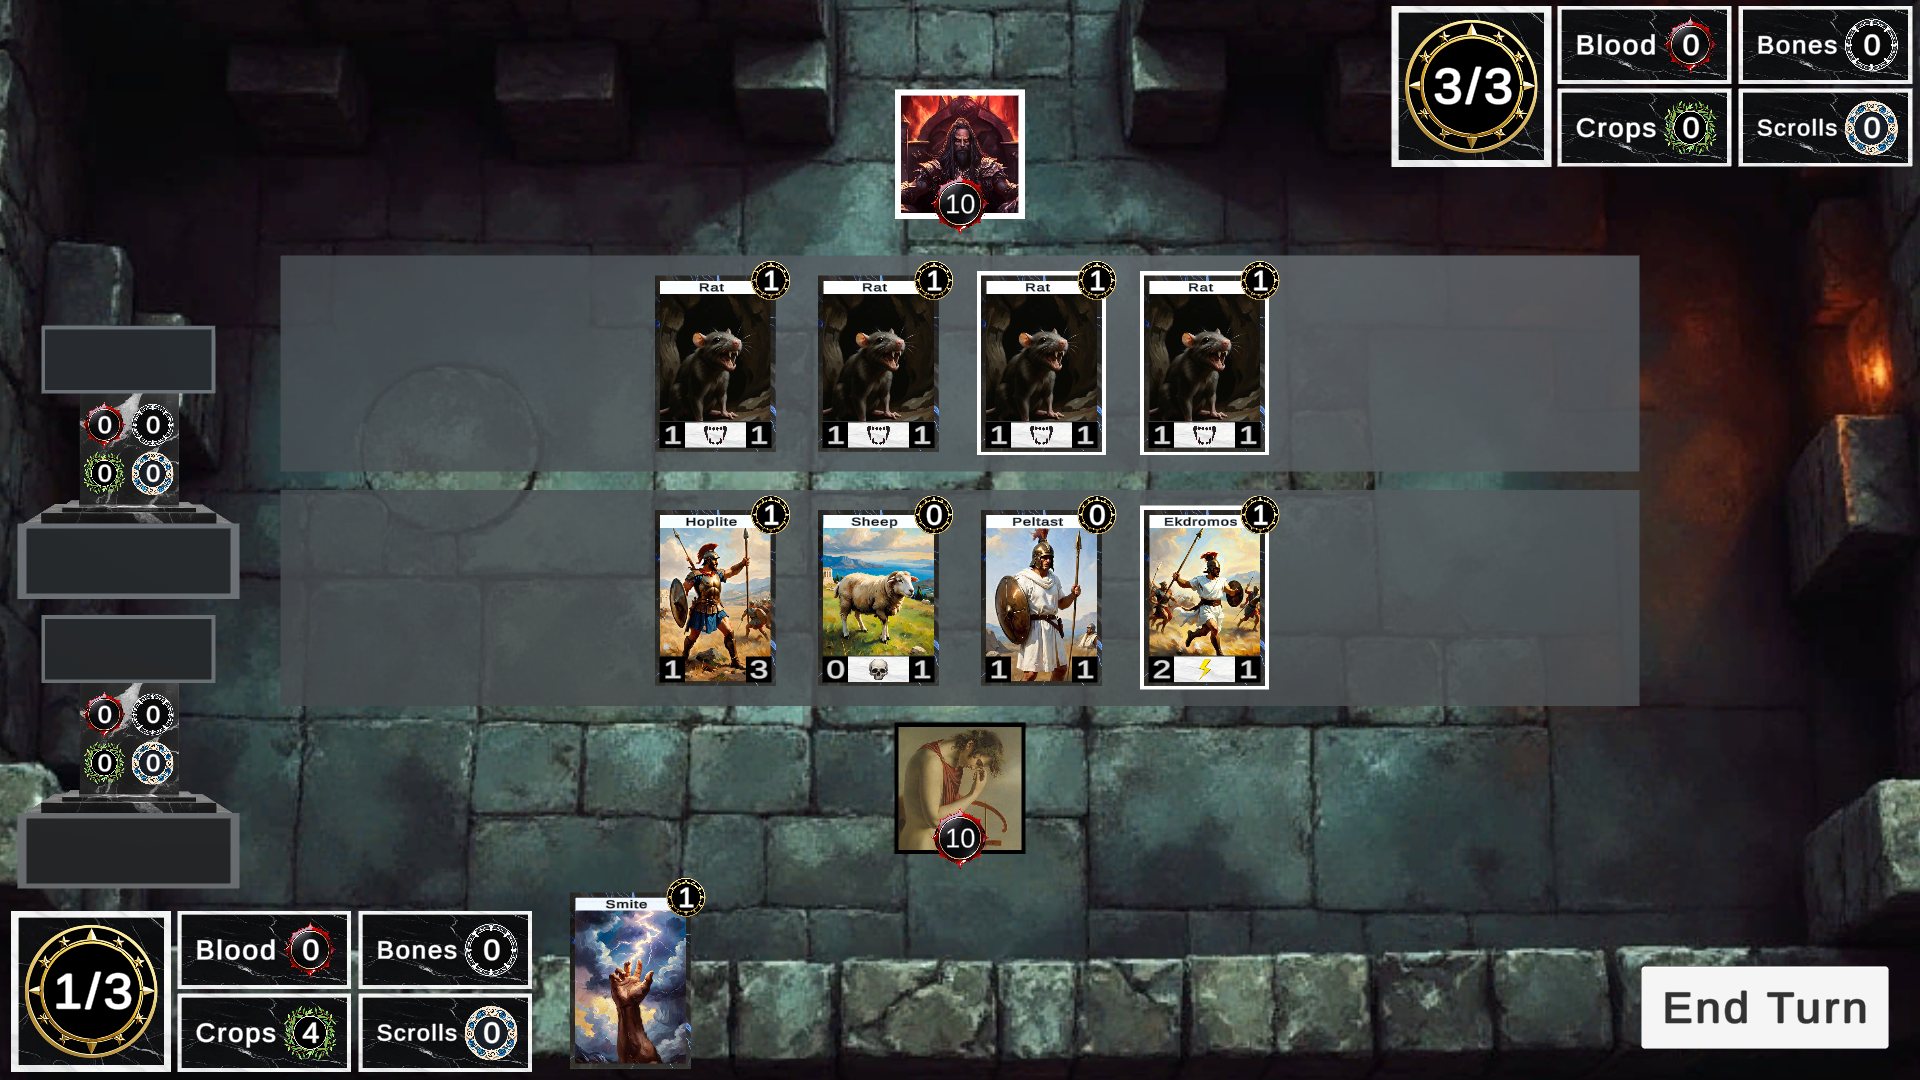 3/3
Blood 0
Bones 0
Crops 0
Scrolls 0
10
Rat 1
1 1
Rat 1
1 1
Rat 1
1 1
Rat 1
1 1
0 0
0 0
Hoplite 1
1 3
Sheep 0
0 1
Peltast 0
1 1
Ekdromos 1
2 1
0 0
0 0
10
Smite 1
1/3
Blood 0
Bones 0
Crops 4
Scrolls 0
End Turn